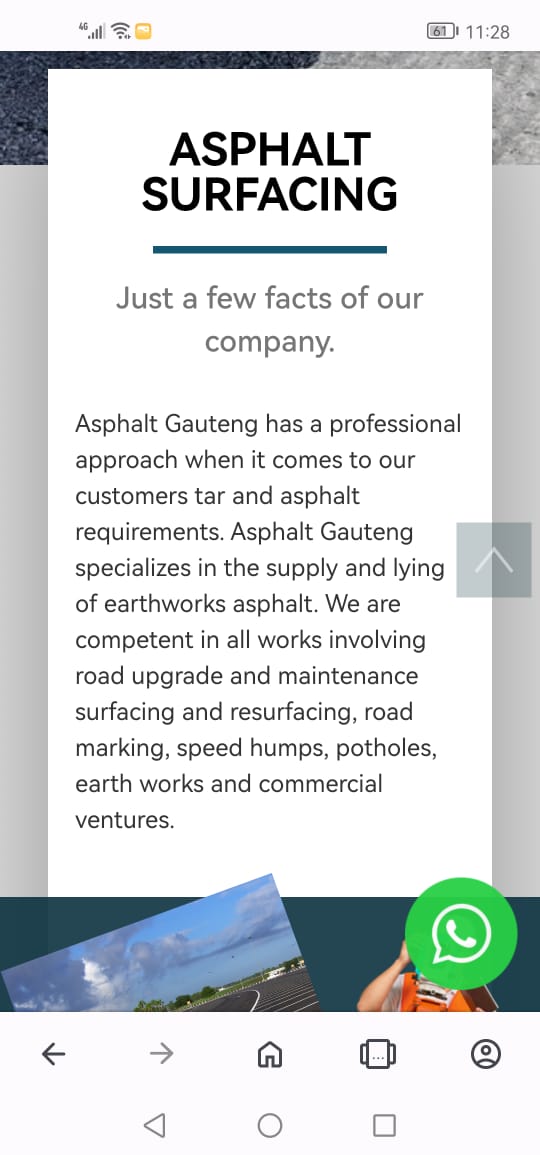 4G 61 11:28
ASPHALT
SURFACING
Just a few facts of our
company.
Asphalt Gauteng has a professional
approach when it comes to our
customers tar and asphalt
requirements. Asphalt Gauteng
specializes in the supply and lying
of earthworks asphalt. We are
competent in all works involving
road upgrade and maintenance
surfacing and resurfacing, road
marking, speed humps, potholes,
earth works and commercial
ventures.